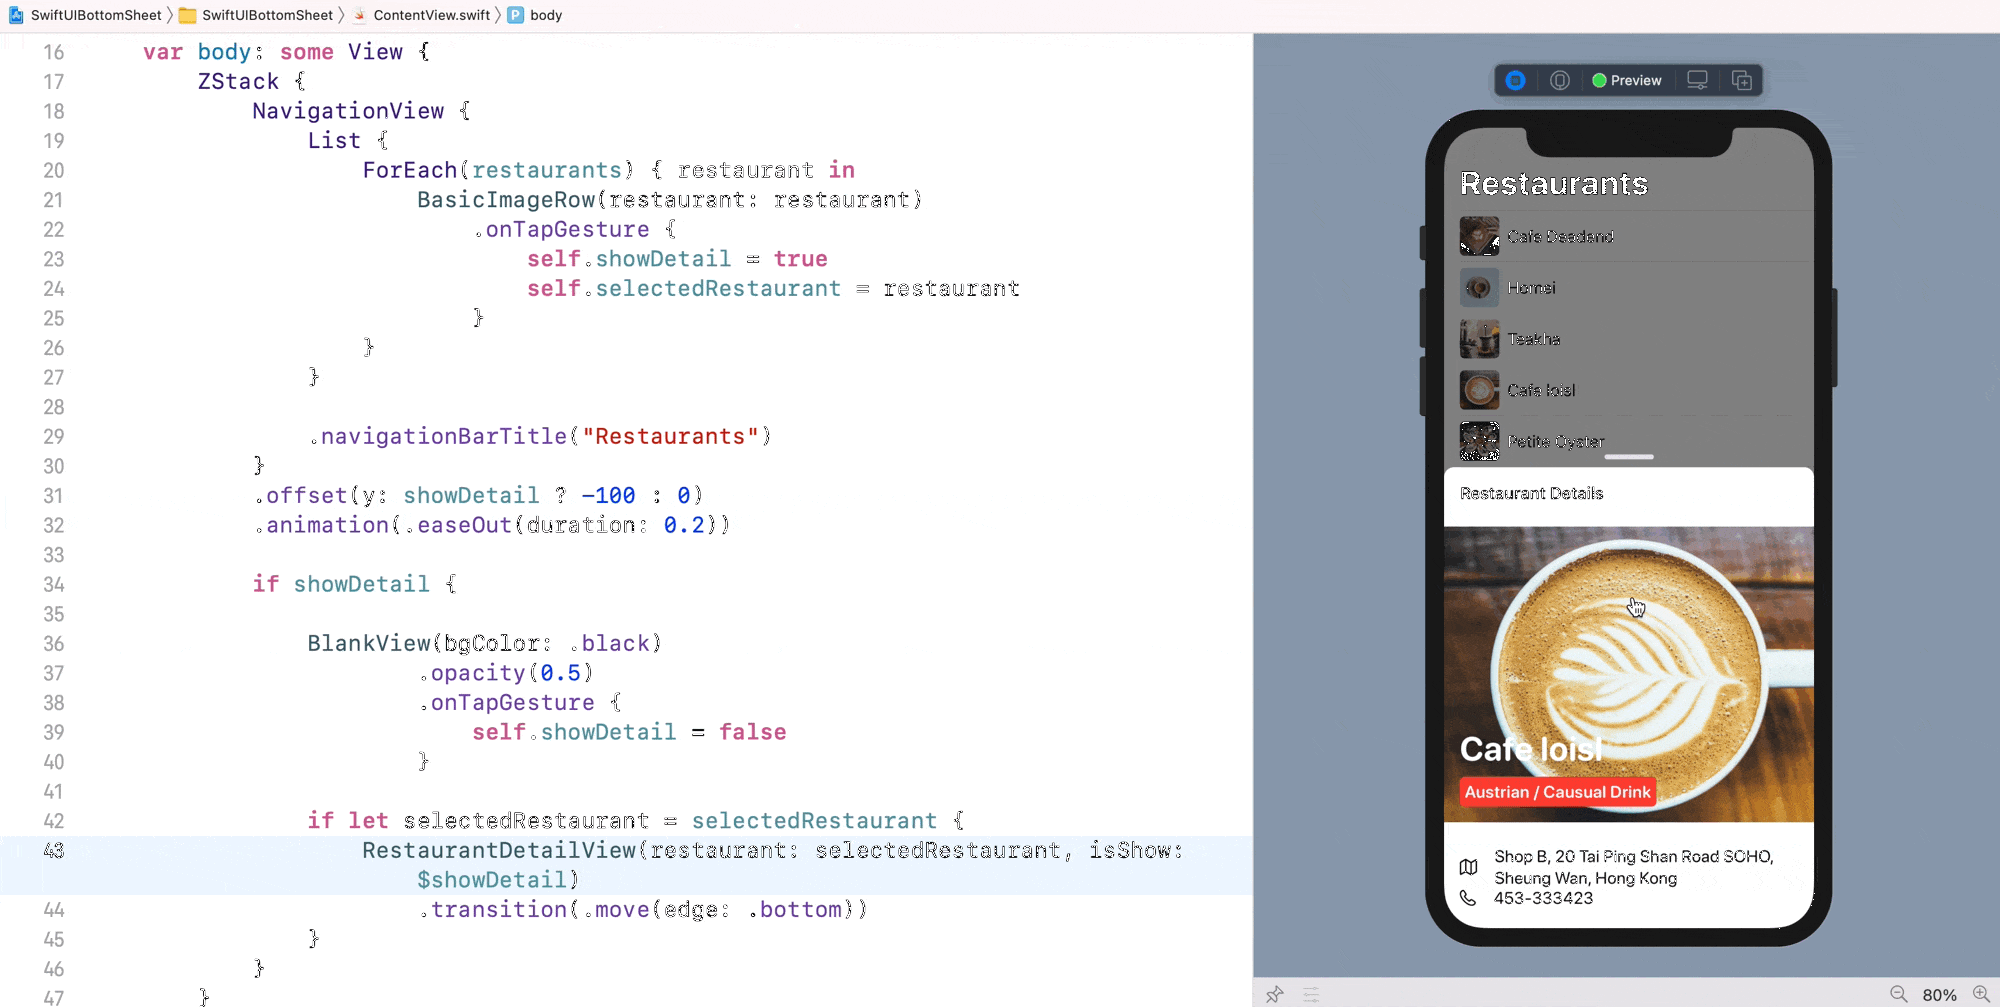 SwiftUIBottomSheet 〉 SwiftUIBottomSheet 〉 ContentView.swift 〉 P body
16 var body: some View {
17 ZStack {
18 NavigationView {
19 List {
20 ForEach(restaurants) { restaurant in
21 BasicImageRow(restaurant: restaurant)
22 .onTapGesture {
23 self.showDetail = true
24 self.selectedRestaurant = restaurant
25 }
26 }
27 }
28
29 .navigationBarTitle("Restaurants")
30 }
31 .offset(y: showDetail ? -100 : 0)
32 .animation(.easeOut(duration: 0.2))
33
34 if showDetail {
35
36 BlankView(bgColor: .black)
37 .opacity(0.5)
38 .onTapGesture {
39 self.showDetail = false
40 }
41
42 if let selectedRestaurant = selectedRestaurant {
43 RestaurantDetailView(restaurant: selectedRestaurant, isShow:
$showDetail)
44 .transition(.move(edge: .bottom))
45 }
46 }
47 }
Preview
Restaurants
Cafe Deadend
Homei
Teakha
Cafe loisl
Petite Oyster
Restaurant Details
Cafe loisl
Austrian / Causual Drink
Shop B, 20 Tai Ping Shan Road SOHO,
Sheung Wan, Hong Kong
453-333423
80%